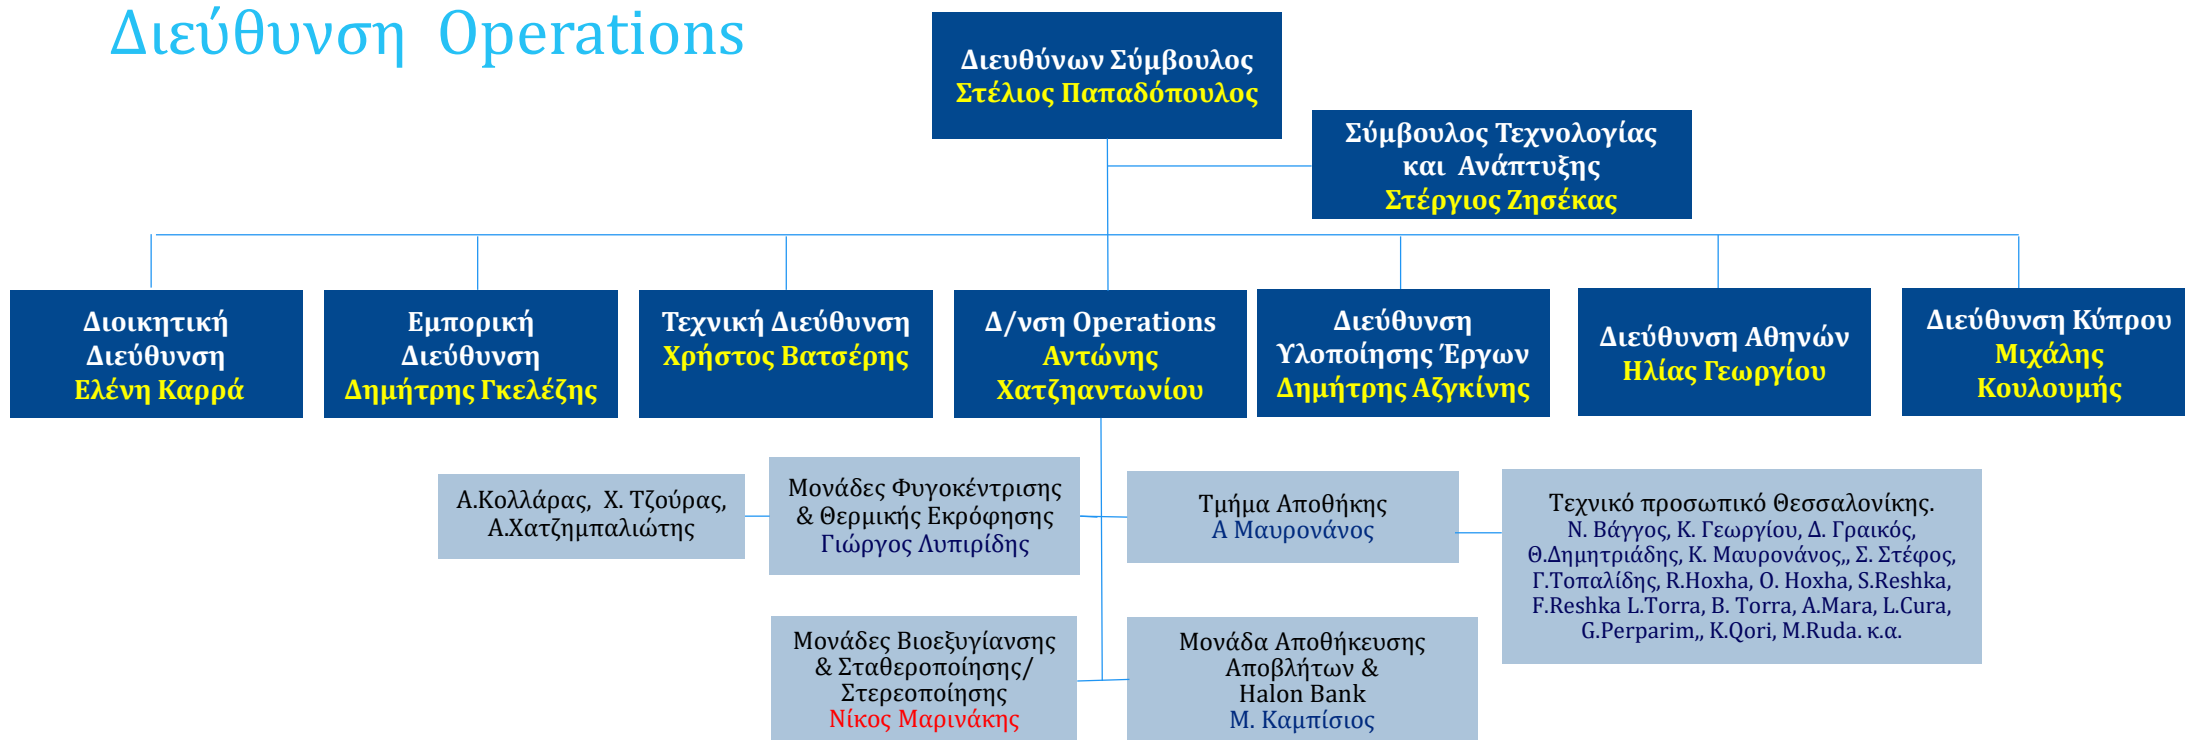 Διεύθυνση Operations
Διευθύνων Σύμβουλος
Στέλιος Παπαδόπουλος
Σύμβουλος Τεχνολογίας
και Ανάπτυξης
Στέργιος Ζησέκας
Διοικητική
Διεύθυνση
Ελένη Καρρά
Εμπορική
Διεύθυνση
Δημήτρης Γκελέζης
Τεχνική Διεύθυνση
Χρήστος Βατσέρης
Δ/νση Operations
Αντώνης
Χατζηαντωνίου
Διεύθυνση
Υλοποίησης Έργων
Δημήτρης Αζγκίνης
Διεύθυνση Αθηνών
Ηλίας Γεωργίου
Διεύθυνση Κύπρου
Μιχάλης
Κουλουμής
Α.Κολλάρας, Χ. Τζούρας,
Α.Χατζημπαλιώτης
Μονάδες Φυγοκέντρισης
& Θερμικής Εκρόφησης
Γιώργος Λυπιρίδης
Τμήμα Αποθήκης
Α Μαυρονάνος
Τεχνικό προσωπικό Θεσσαλονίκης.
Ν. Βάγγος, Κ. Γεωργίου, Δ. Γραικός,
Θ.Δημητριάδης, Κ. Μαυρονάνος,, Σ. Στέφος,
Γ.Τοπαλίδης, R.Hoxha, O. Hoxha, S.Reshka,
F.Reshka L.Torra, B. Torra, A.Mara, L.Cura,
G.Perparim,, K.Qori, M.Ruda. κ.α.
Μονάδες Βιοεξυγίανσης
& Σταθεροποίησης/
Στερεοποίησης
Νίκος Μαρινάκης
Μονάδα Αποθήκευσης
Αποβλήτων &
Halon Bank
Μ. Καμπίσιος